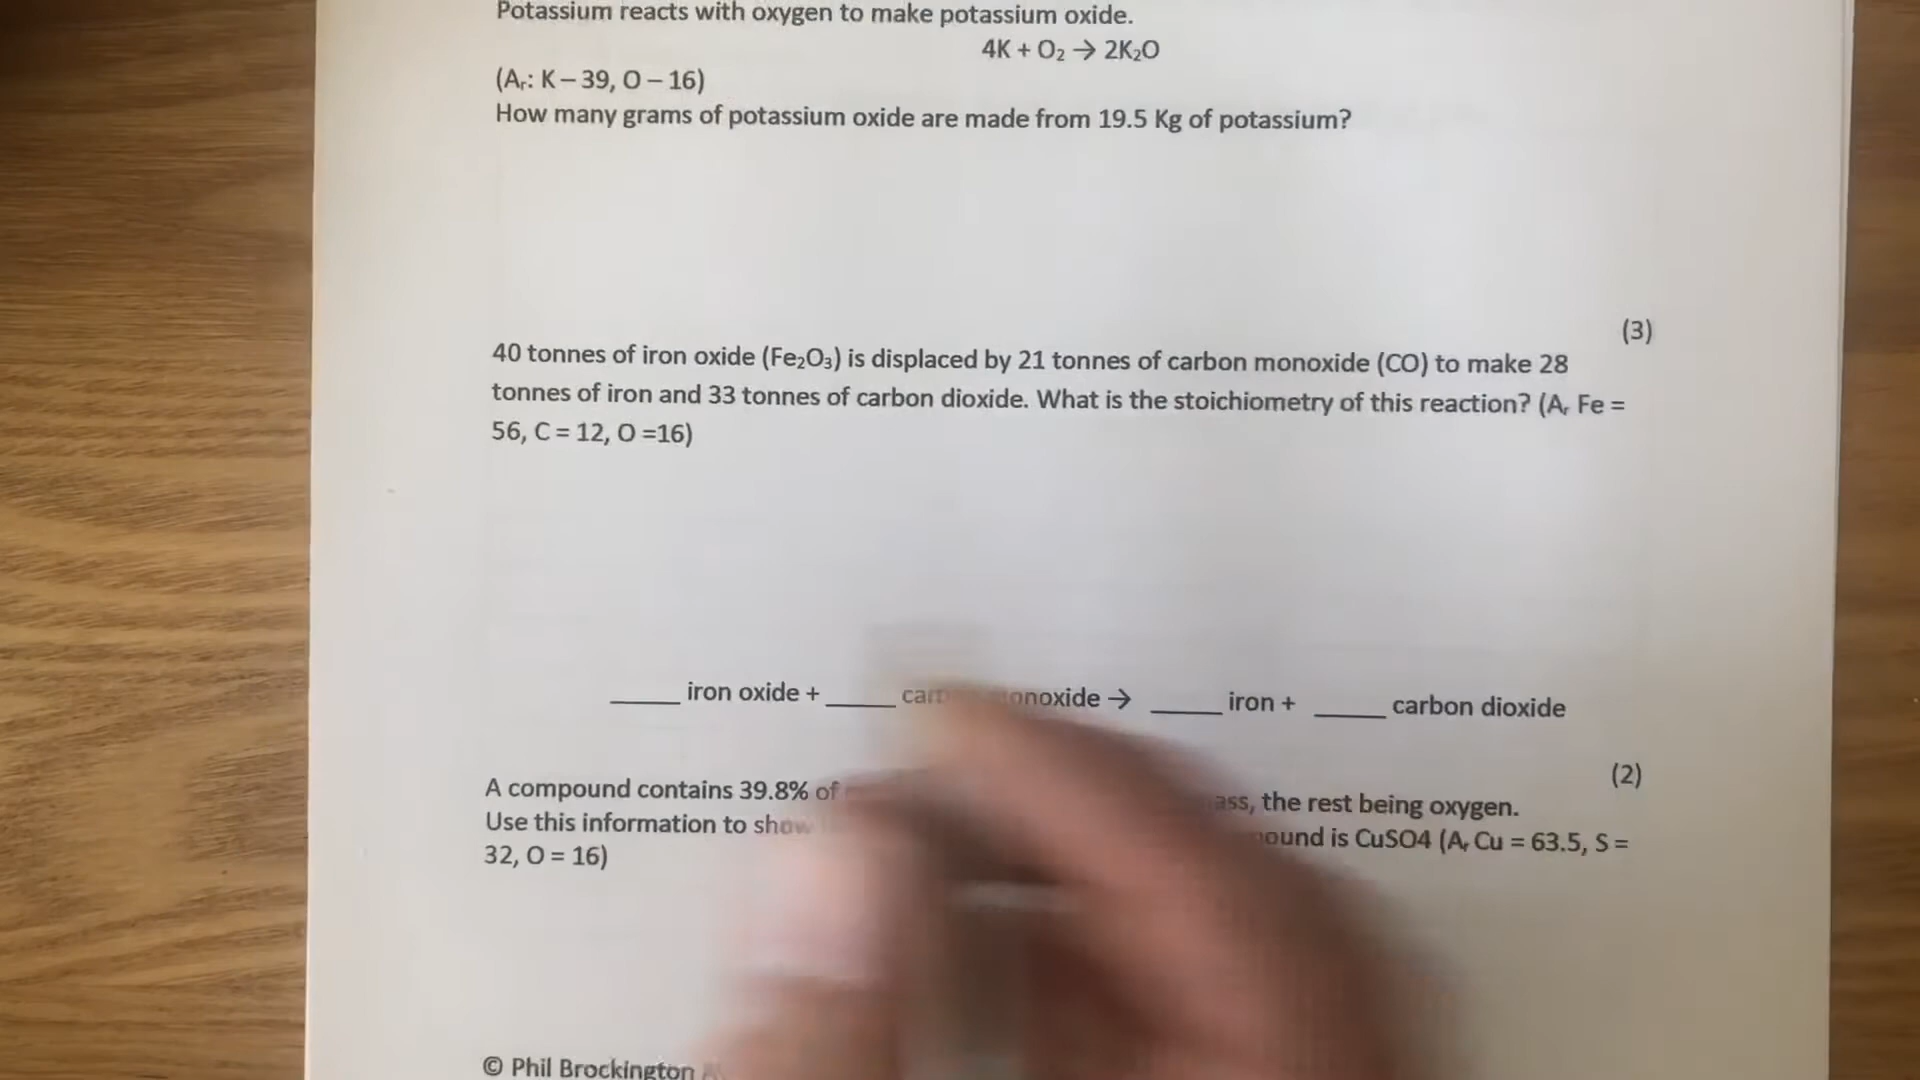 Potassium reacts with oxygen to make potassium oxide.
4K + O₂ → 2K₂O
(Aᵣ: K – 39, O – 16)
How many grams of potassium oxide are made from 19.5 Kg of potassium?
(3)
40 tonnes of iron oxide (Fe₂O₃) is displaced by 21 tonnes of carbon monoxide (CO) to make 28
tonnes of iron and 33 tonnes of carbon dioxide. What is the stoichiometry of this reaction? (Aᵣ Fe =
56, C = 12, O =16)
_____ iron oxide + _____ → _____ iron + _____ carbon dioxide
(2)
A compound contains 39.8% of the rest being oxygen.
Use this information to show is CuSO4 (Aᵣ Cu = 63.5, S =
32, O = 16)
© Phil Brockington